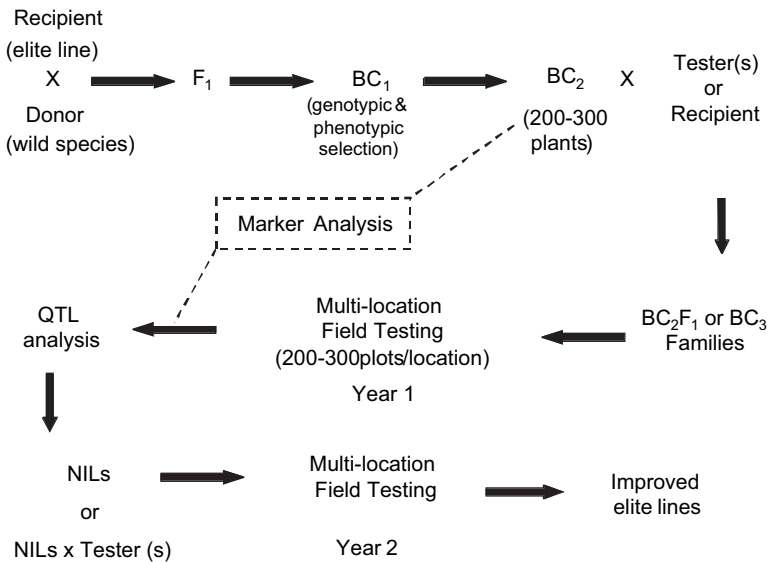 Recipient
(elite line)
X
Donor
(wild species)
F1
BC1
(genotypic &
phenotypic
selection)
BC2
(200-300
plants)
X
Tester(s)
or
Recipient
Marker Analysis
QTL
analysis
Multi-location
Field Testing
(200-300plots/location)
Year 1
BC2F1 or BC3
Families
NILs
or
NILs x Tester (s)
Multi-location
Field Testing
Year 2
Improved
elite lines